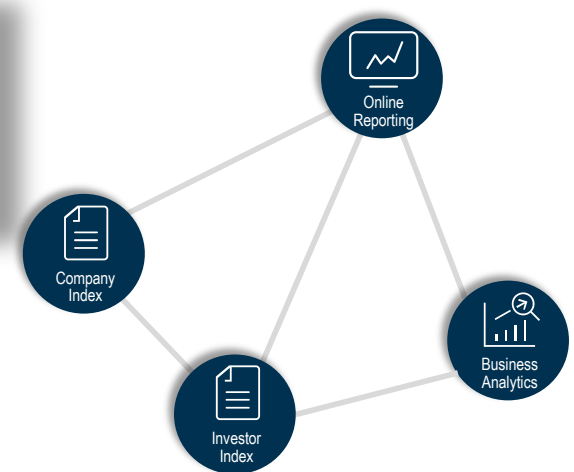 Online
Reporting
Company
Index
Business
Analytics
Investor
Index